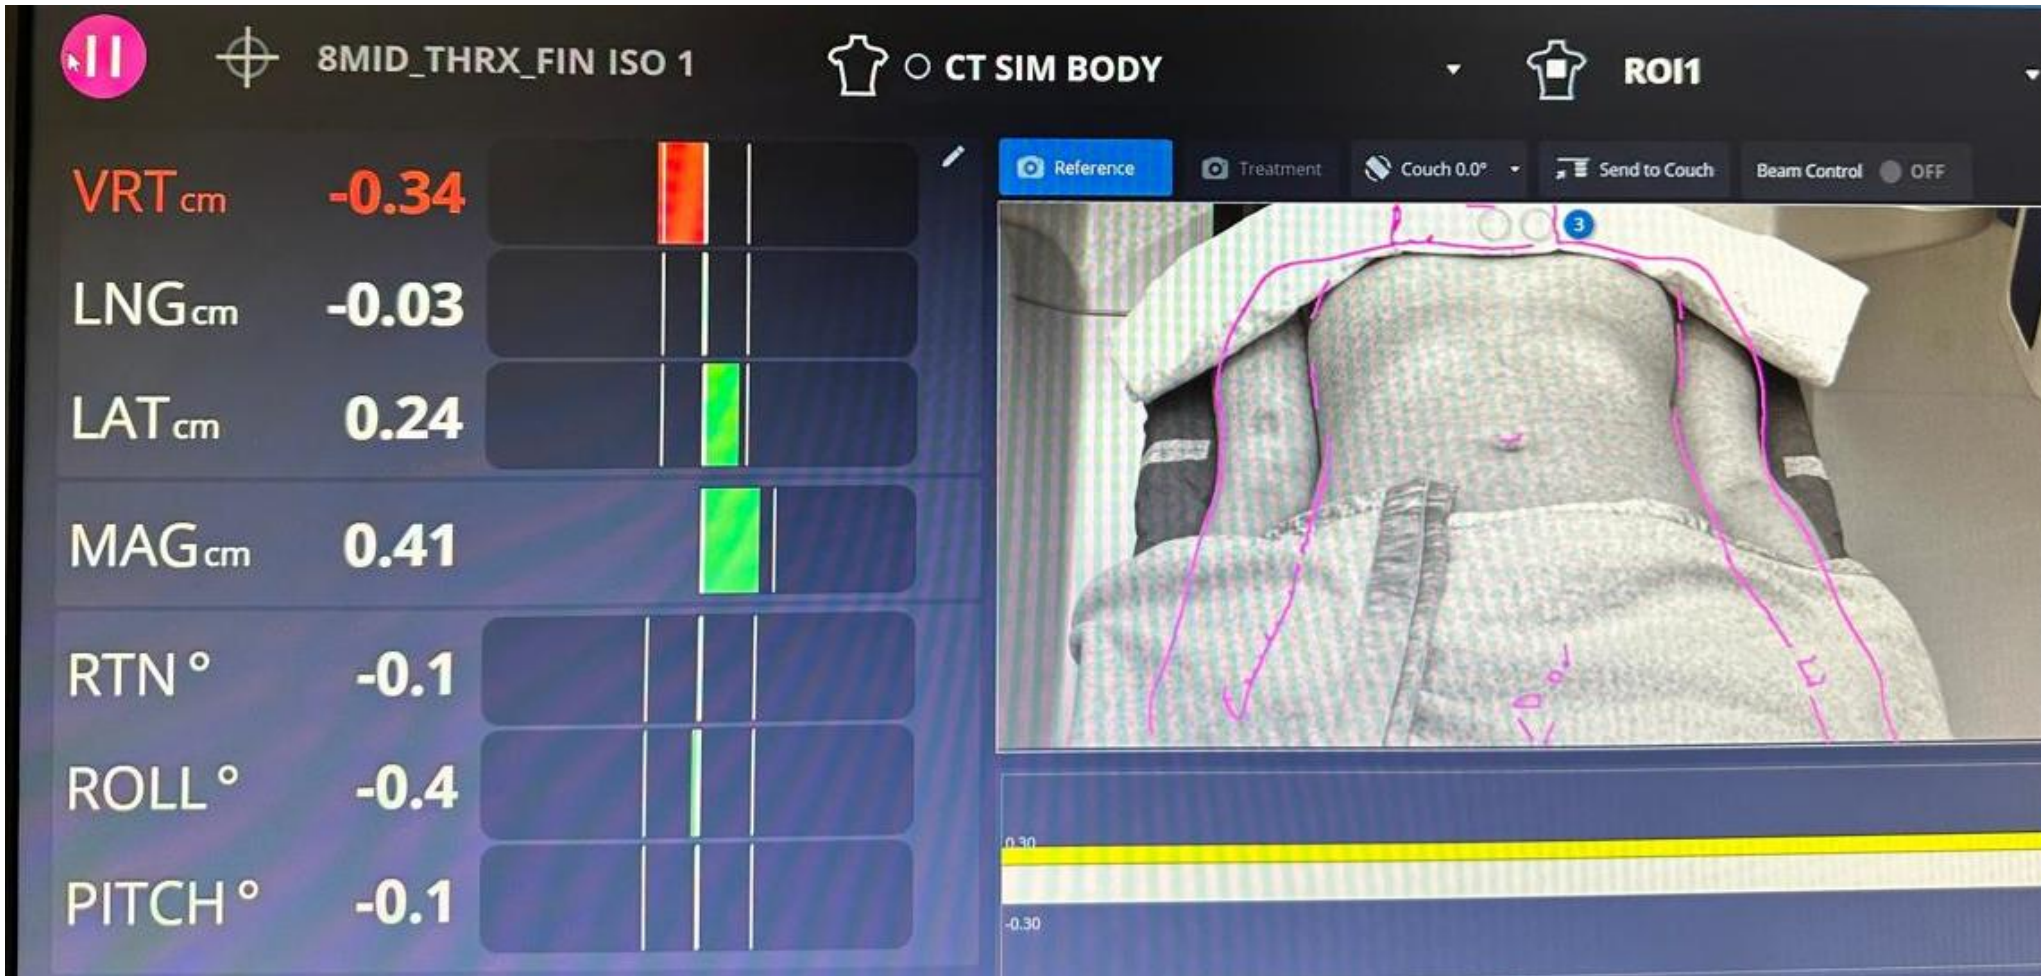 8MID_THRX_FIN ISO 1
CT SIM BODY
ROI1
VRT cm -0.34
LNG cm -0.03
LAT cm 0.24
MAG cm 0.41
RTN ° -0.1
ROLL ° -0.4
PITCH ° -0.1
Reference
Treatment
Couch 0.0°
Send to Couch
Beam Control
OFF
3
0.30
-0.30